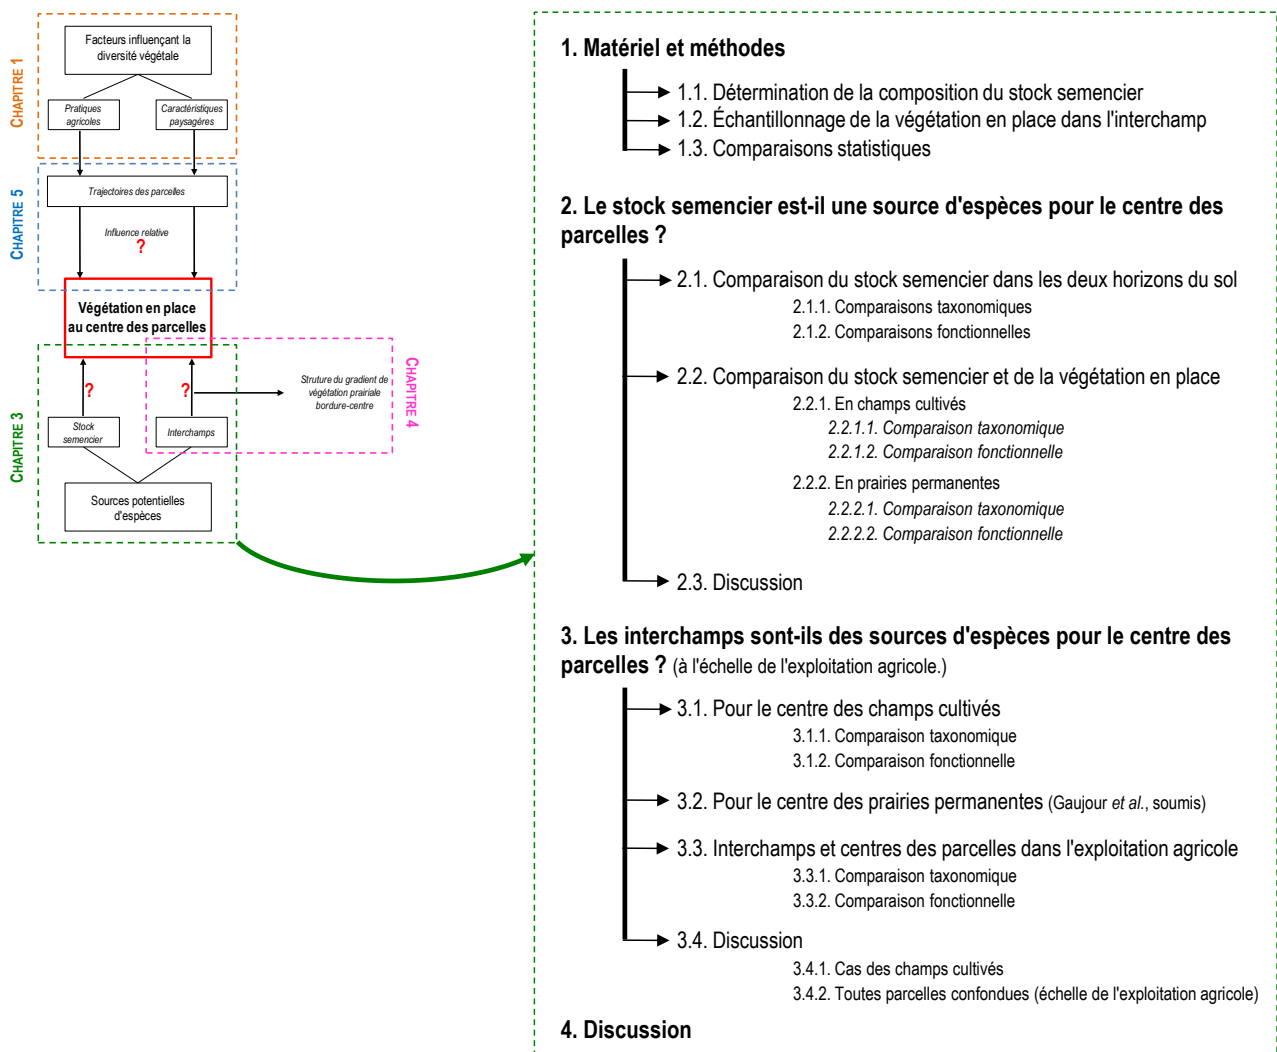 CHAPITRE 1
Facteurs influençant la
diversité végétale
Pratiques
agricoles
Caractéristiques
paysagères
CHAPITRE 5
Trajectoires des parcelles
Influence relative
?
Végétation en place
au centre des parcelles
CHAPITRE 3
?
?
CHAPITRE 4
Struture du gradient de
végétation prairiale
bordure-centre
Stock
semencier
Interchamps
Sources potentielles
d'espèces
1. Matériel et méthodes
1.1. Détermination de la composition du stock semencier
1.2. Échantillonnage de la végétation en place dans l'interchamp
1.3. Comparaisons statistiques
2. Le stock semencier est-il une source d'espèces pour le centre des
parcelles ?
2.1. Comparaison du stock semencier dans les deux horizons du sol
2.1.1. Comparaisons taxonomiques
2.1.2. Comparaisons fonctionnelles
2.2. Comparaison du stock semencier et de la végétation en place
2.2.1. En champs cultivés
2.2.1.1. Comparaison taxonomique
2.2.1.2. Comparaison fonctionnelle
2.2.2. En prairies permanentes
2.2.2.1. Comparaison taxonomique
2.2.2.2. Comparaison fonctionnelle
2.3. Discussion
3. Les interchamps sont-ils des sources d'espèces pour le centre des
parcelles ? (à l'échelle de l'exploitation agricole.)
3.1. Pour le centre des champs cultivés
3.1.1. Comparaison taxonomique
3.1.2. Comparaison fonctionnelle
3.2. Pour le centre des prairies permanentes (Gaujour et al., soumis)
3.3. Interchamps et centres des parcelles dans l'exploitation agricole
3.3.1. Comparaison taxonomique
3.3.2. Comparaison fonctionnelle
3.4. Discussion
3.4.1. Cas des champs cultivés
3.4.2. Toutes parcelles confondues (échelle de l'exploitation agricole)
4. Discussion